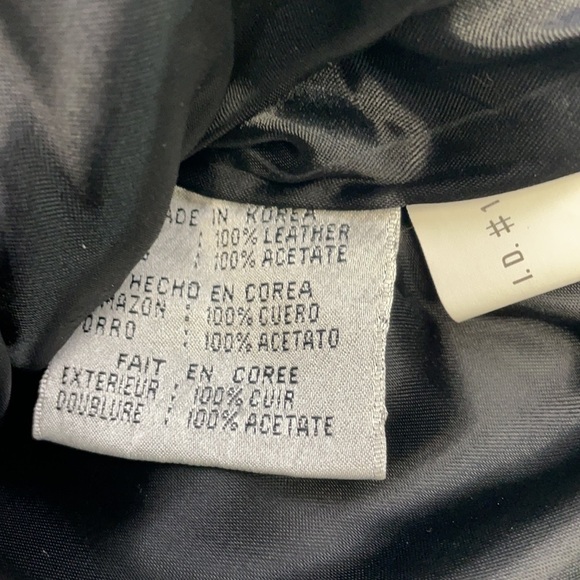 ADE IN KOREA
: 100% LEATHER
: 100% ACETATE
HECHO EN COREA
MAZON : 100% CUERO
ORRO : 100% ACETATO
FAIT EN COREE
EXTERIEUR : 100% CUIR
DOUBLURE : 100% ACETATE
I.D. #1